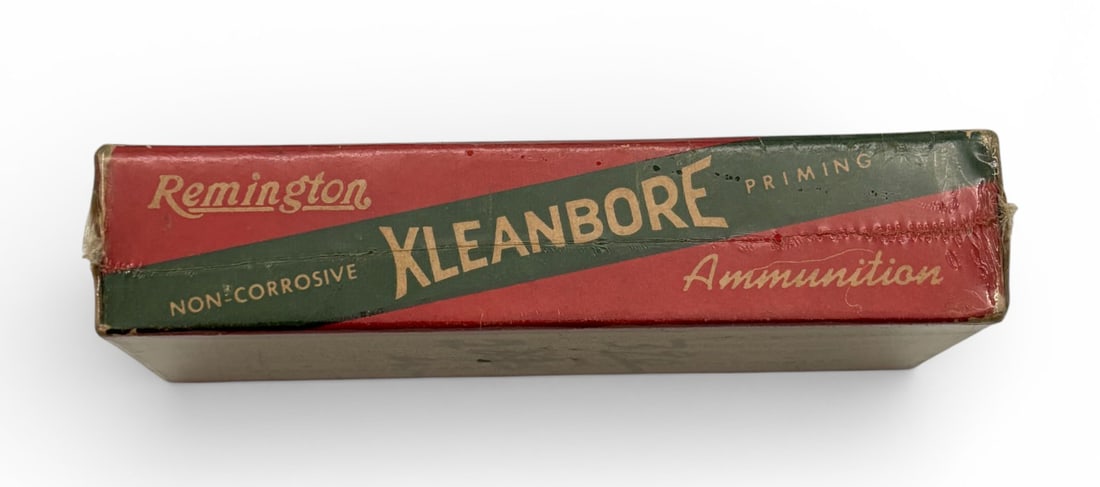 Remington
NON-CORROSIVE XLEANBORE PRIMING
Ammunition